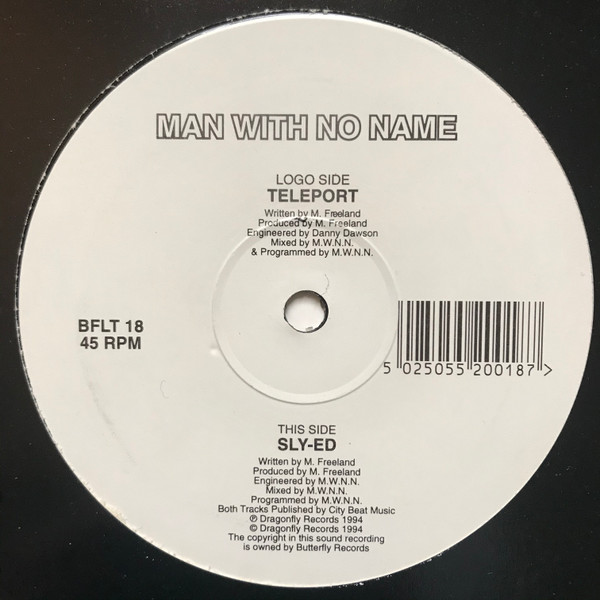 MAN WITH NO NAME
LOGO SIDE
TELEPORT
Written by M. Freeland
Produced by M. Freeland
Engineered by Danny Dawson
Mixed by M.W.N.N.
& Programmed by M.W.N.N.
BFLT 18
45 RPM
5 025055 200187 >
THIS SIDE
SLY-ED
Written by M. Freeland
Produced by M. Freeland
Engineered by M.W.N.N.
Mixed by M.W.N.N.
Programmed by M.W.N.N.
Both Tracks Published by City Beat Music
℗ Dragonfly Records 1994
© Dragonfly Records 1994
The copyright in this sound recording
is owned by Butterfly Records